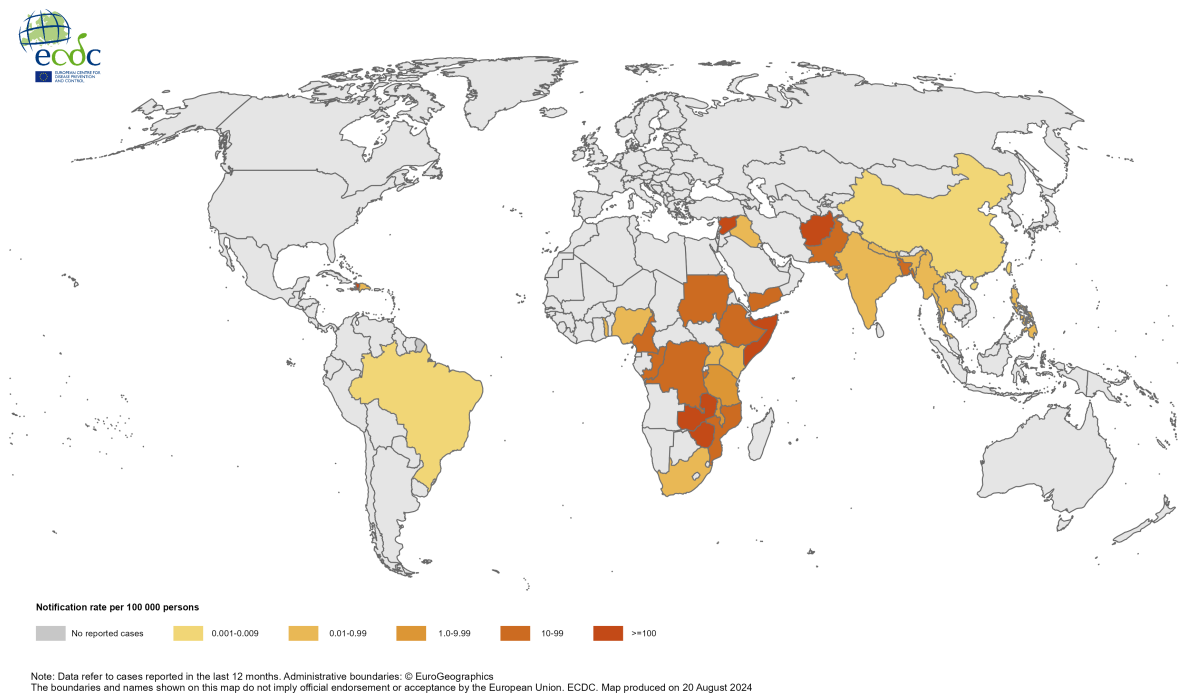 ecdc
EUROPEAN CENTRE FOR
DISEASE PREVENTION
AND CONTROL
Notification rate per 100 000 persons
No reported cases
0.001-0.009
0.01-0.99
1.0-9.99
10-99
>=100
Note: Data refer to cases reported in the last 12 months. Administrative boundaries: © EuroGeographics
The boundaries and names shown on this map do not imply official endorsement or acceptance by the European Union. ECDC. Map produced on 20 August 2024